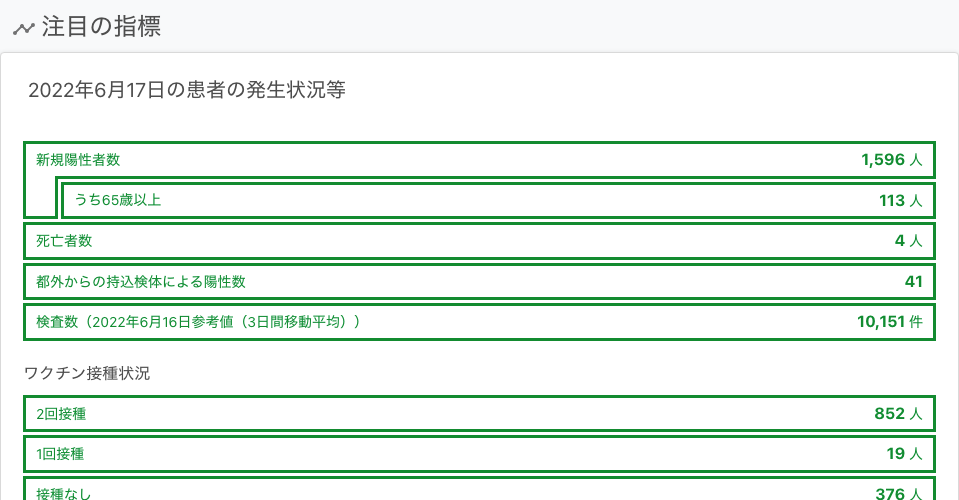 注目の指標
2022年6月17日の患者の発生状況等
新規陽性者数 1,596 人
うち65歳以上 113 人
死亡者数 4 人
都外からの持込検体による陽性数 41
検査数（2022年6月16日参考値（3日間移動平均）） 10,151 件
ワクチン接種状況
2回接種 852 人
1回接種 19 人
接種なし 376 人